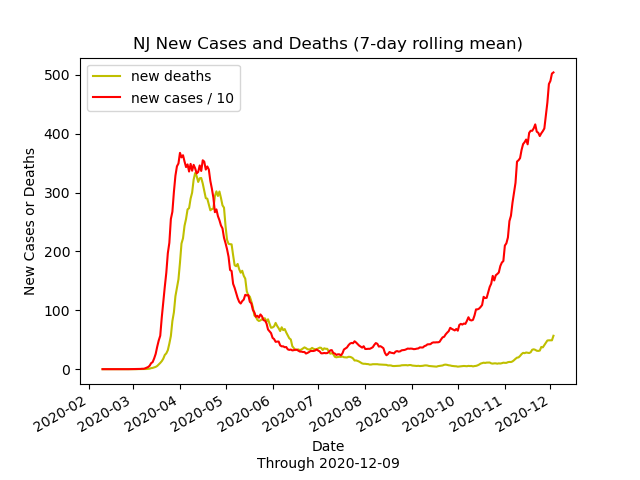 NJ New Cases and Deaths (7-day rolling mean)
new deaths
new cases / 10
New Cases or Deaths
500
400
300
200
100
0
2020-02
2020-03
2020-04
2020-05
2020-06
2020-07
2020-08
2020-09
2020-10
2020-11
2020-12
Date
Through 2020-12-09